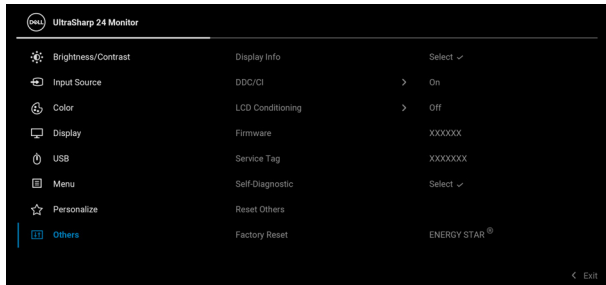 DELL UltraSharp 24 Monitor
Brightness/Contrast Display Info Select ✓
Input Source DDC/CI > On
Color LCD Conditioning > Off
Display Firmware XXXXXX
USB Service Tag XXXXXXX
Menu Self-Diagnostic Select ✓
Personalize Reset Others
Others Factory Reset ENERGY STAR®
< Exit